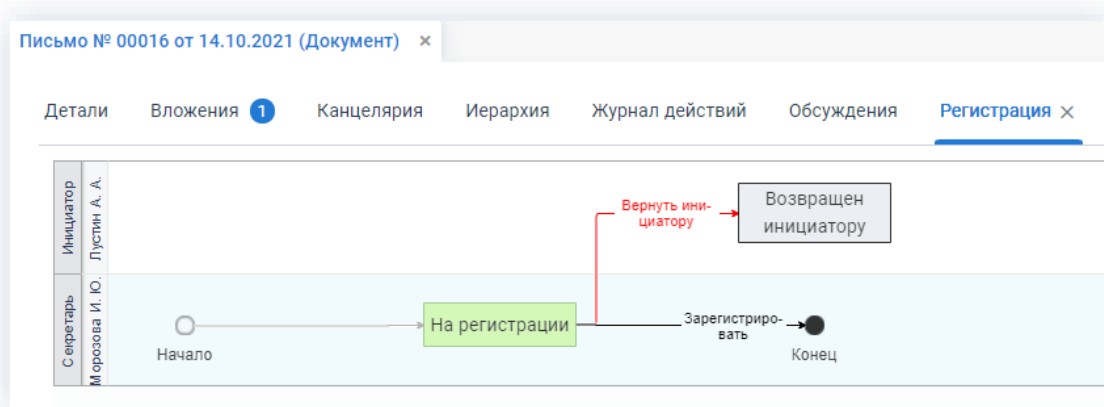 Письмо № 00016 от 14.10.2021 (Документ) ×
Детали Вложения 1 Канцелярия Иерархия Журнал действий Обсуждения Регистрация ×
Инициатор
Лустин А. А.
Вернуть ини-
циатору
Возвращен
инициатору
Секретарь
Морозова И. Ю.
Начало
На регистрации
Зарегистриро-
вать
Конец